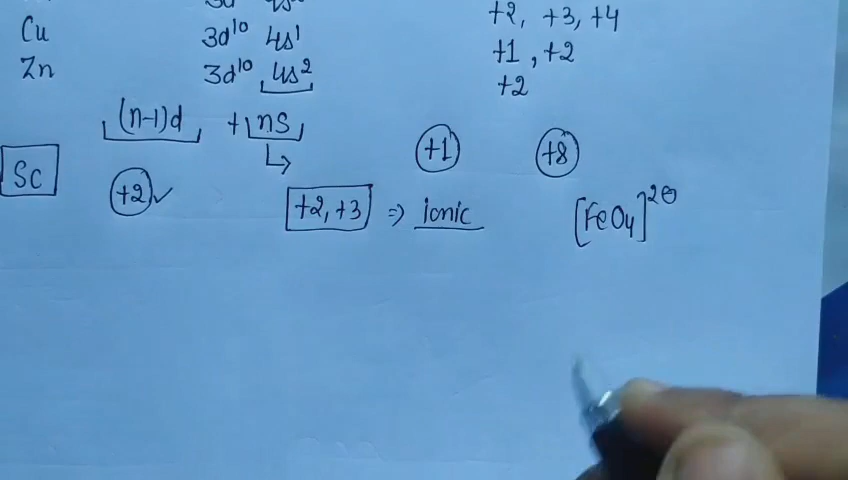 +2, +3, +4
Cu 3d¹⁰ 4s¹ +1, +2
Zn 3d¹⁰ 4s² +2
(n-1)d + ns
+1 +8
Sc +2 ✓ +2, +3 ⇒ ionic [FeO₄]²⊖